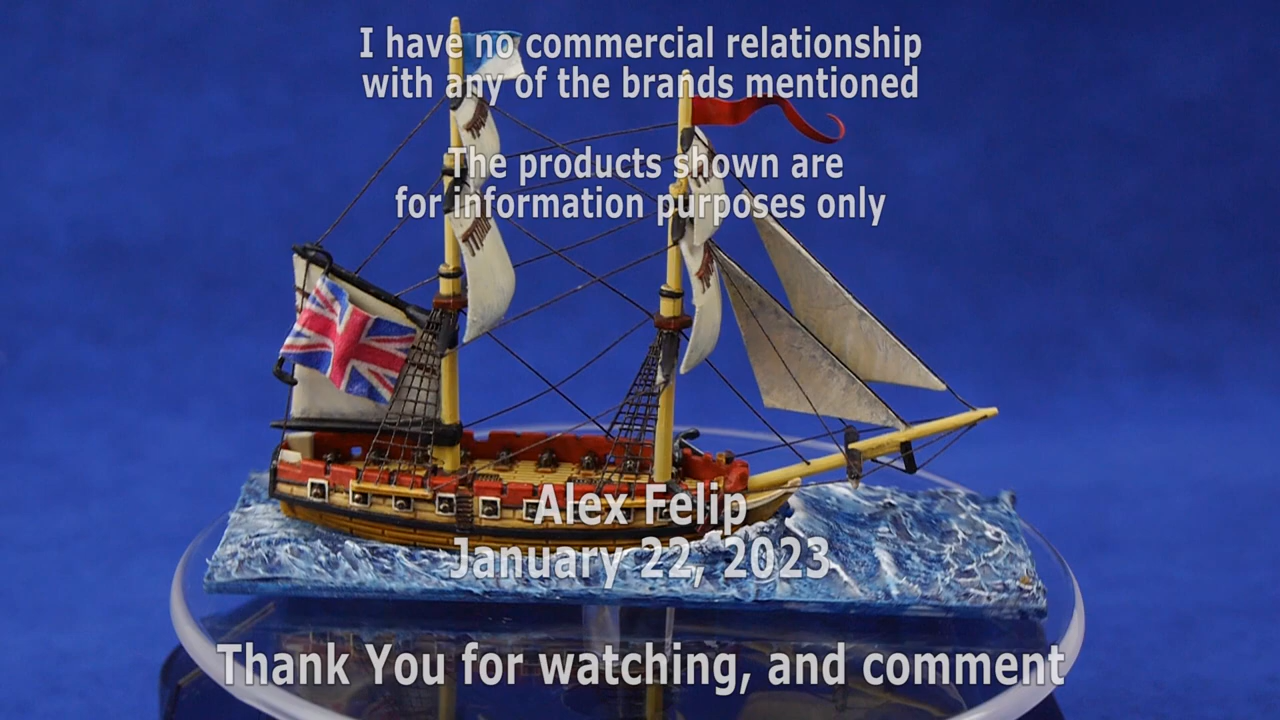 I have no commercial relationship
with any of the brands mentioned
The products shown are
for information purposes only
Alex Felip
January 22, 2023
Thank You for watching, and comment